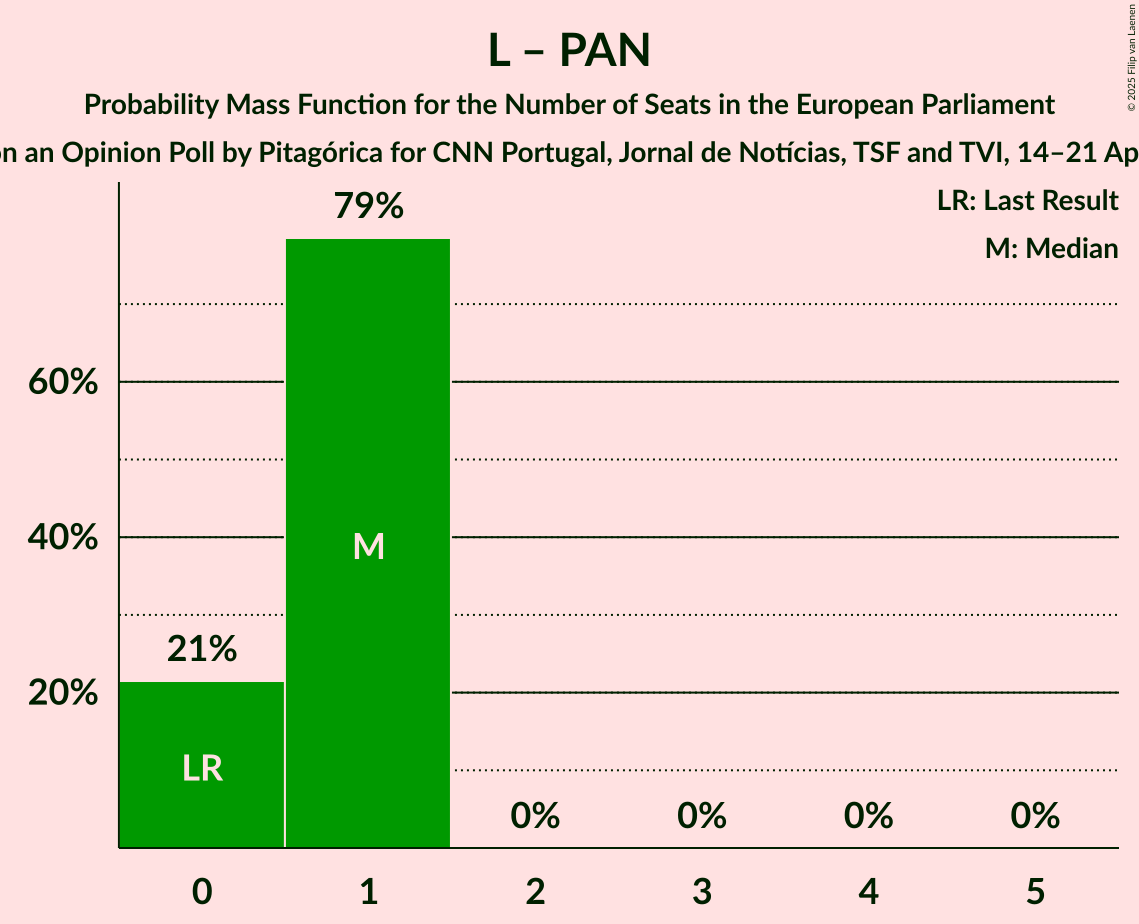 L – PAN
Probability Mass Function for the Number of Seats in the European Parliament
an Opinion Poll by Pitagórica for CNN Portugal, Jornal de Notícias, TSF and TVI, 14–21
© 2025 Filip van Laenen
LR: Last Result
M: Median
79%
60%
40%
M
21%
20%
LR
0% 0% 0% 0%
0 1 2 3 4 5